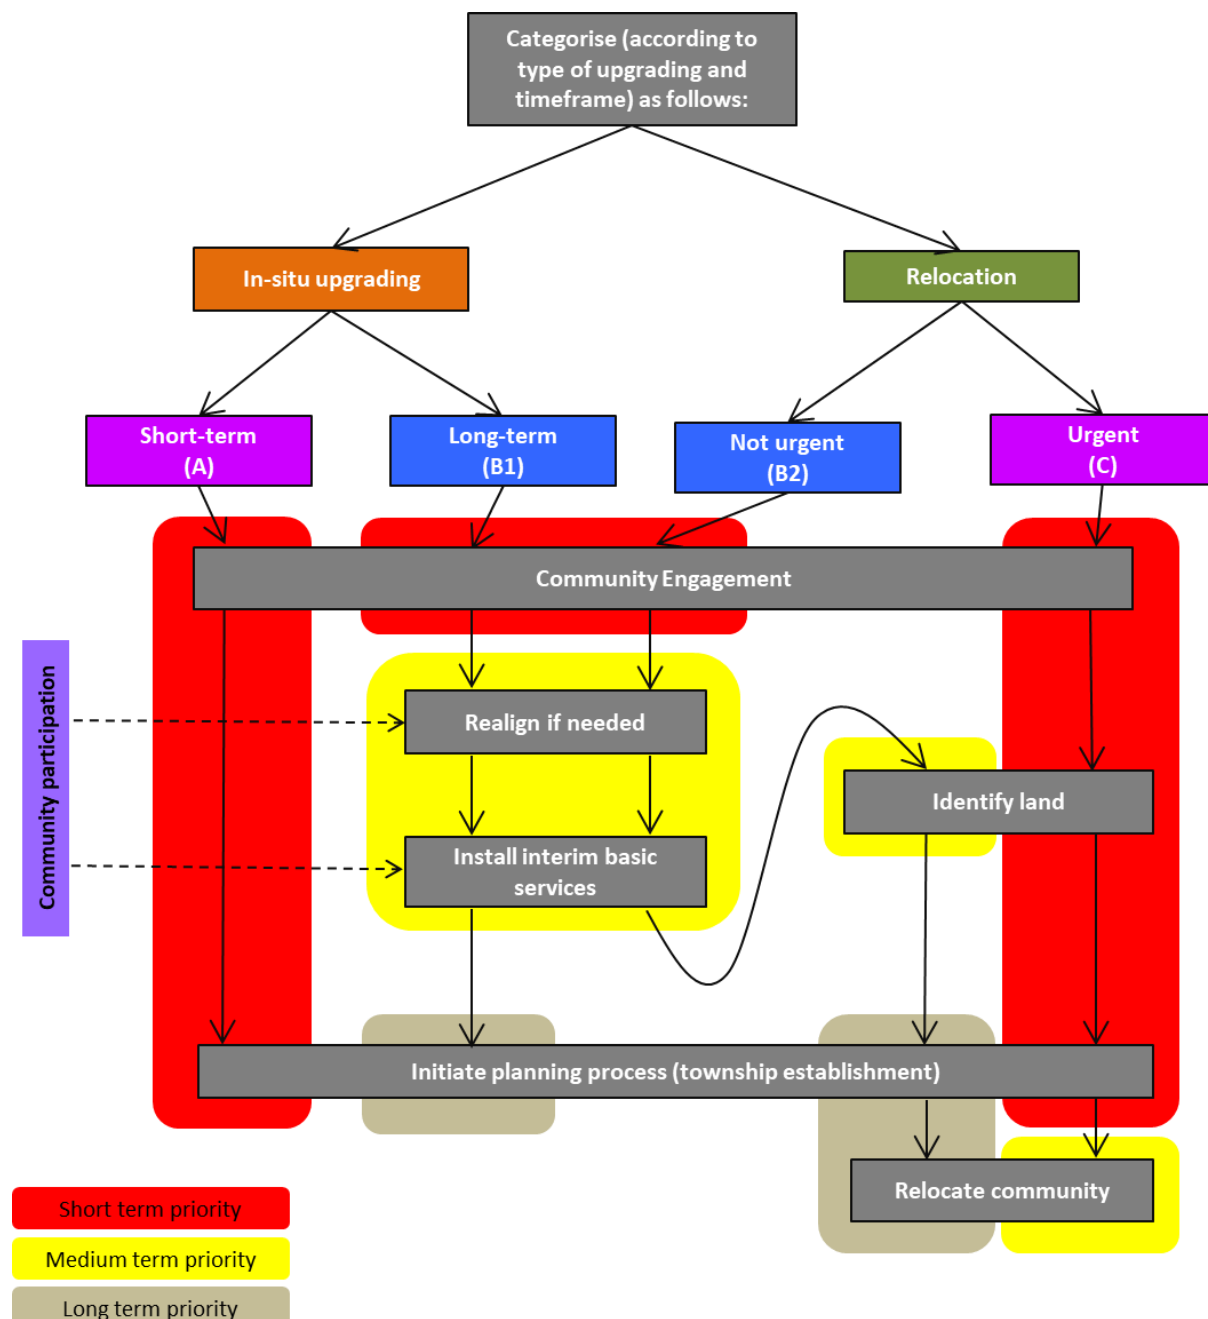 Categorise (according to
type of upgrading and
timeframe) as follows:
In-situ upgrading
Relocation
Short-term
(A)
Long-term
(B1)
Not urgent
(B2)
Urgent
(C)
Community Engagement
Community participation
Realign if needed
Identify land
Install interim basic
services
Initiate planning process (township establishment)
Relocate community
Short term priority
Medium term priority
Long term priority